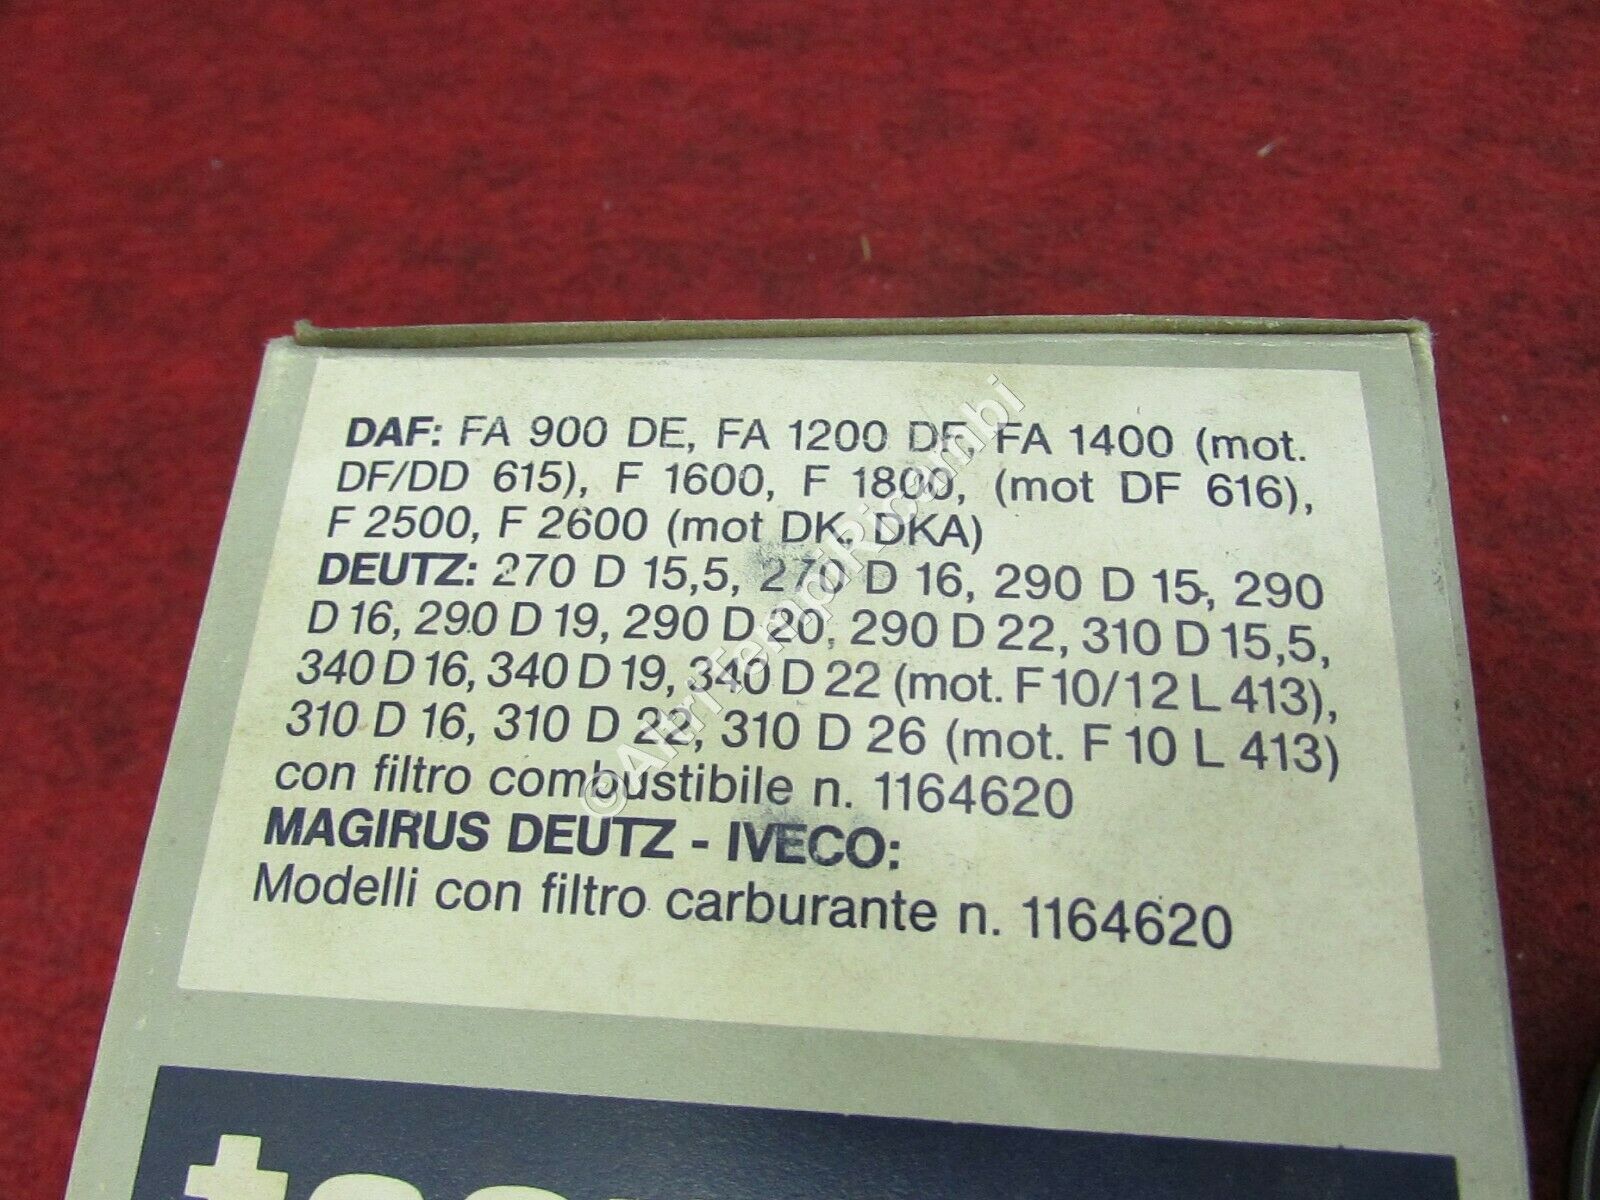 DAF: FA 900 DE, FA 1200 DF, FA 1400 (mot.
DF/DD 615), F 1600, F 1800, (mot DF 616),
F 2500, F 2600 (mot DK, DKA)
DEUTZ: 270 D 15,5, 270 D 16, 290 D 15, 290
D 16, 290 D 19, 290 D 20, 290 D 22, 310 D 15,5,
340 D 16, 340 D 19, 340 D 22 (mot. F 10/12 L 413),
310 D 16, 310 D 22, 310 D 26 (mot. F 10 L 413)
con filtro combustibile n. 1164620
MAGIRUS DEUTZ - IVECO:
Modelli con filtro carburante n. 1164620
©AltriTempiRicambi